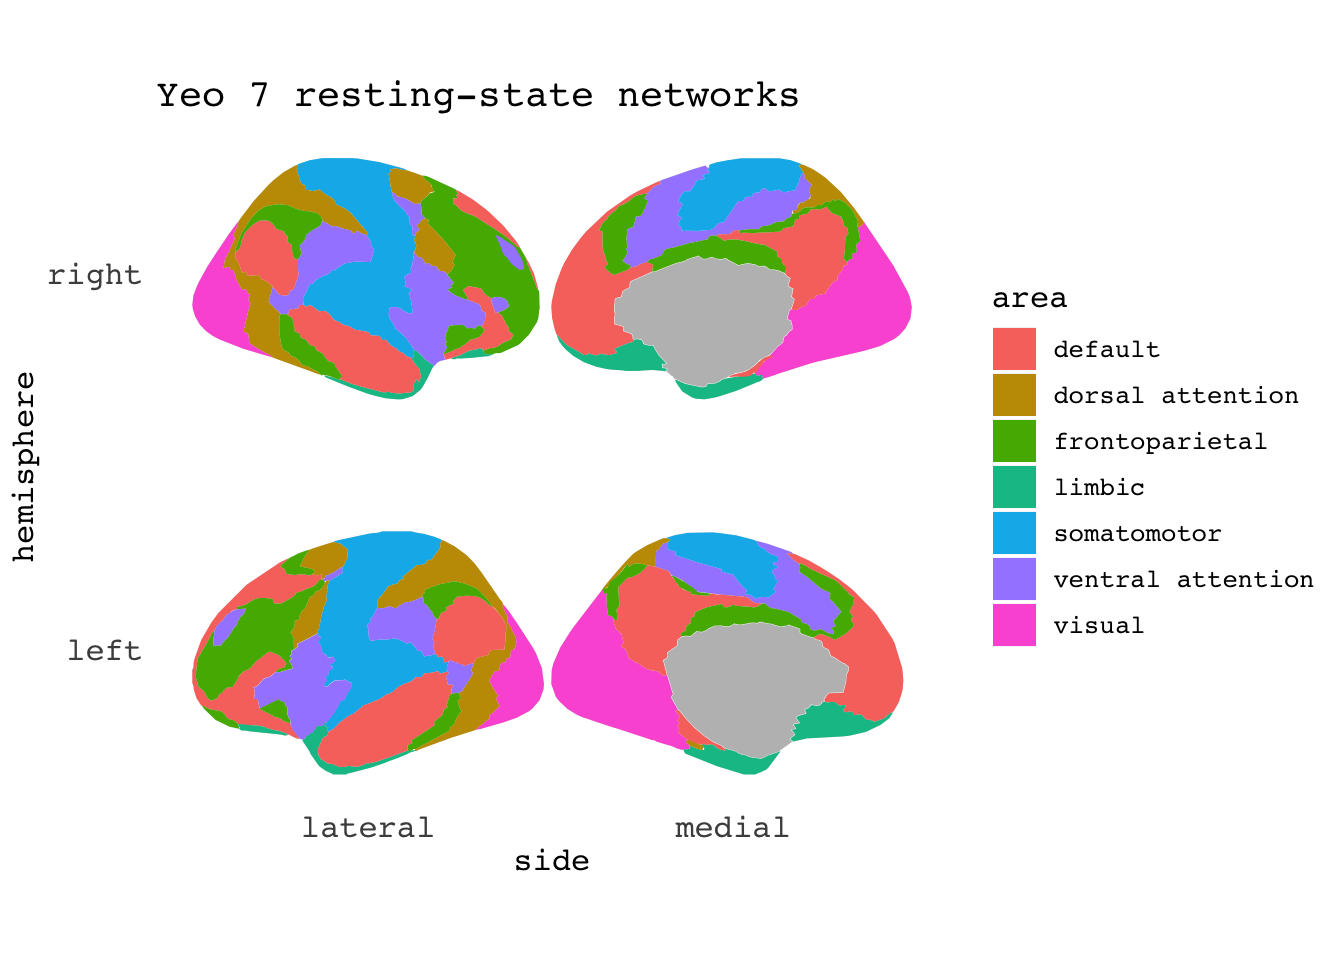 Yeo 7 resting-state networks
right
left
hemisphere
lateral
medial
side
area
default
dorsal attention
frontoparietal
limbic
somatomotor
ventral attention
visual